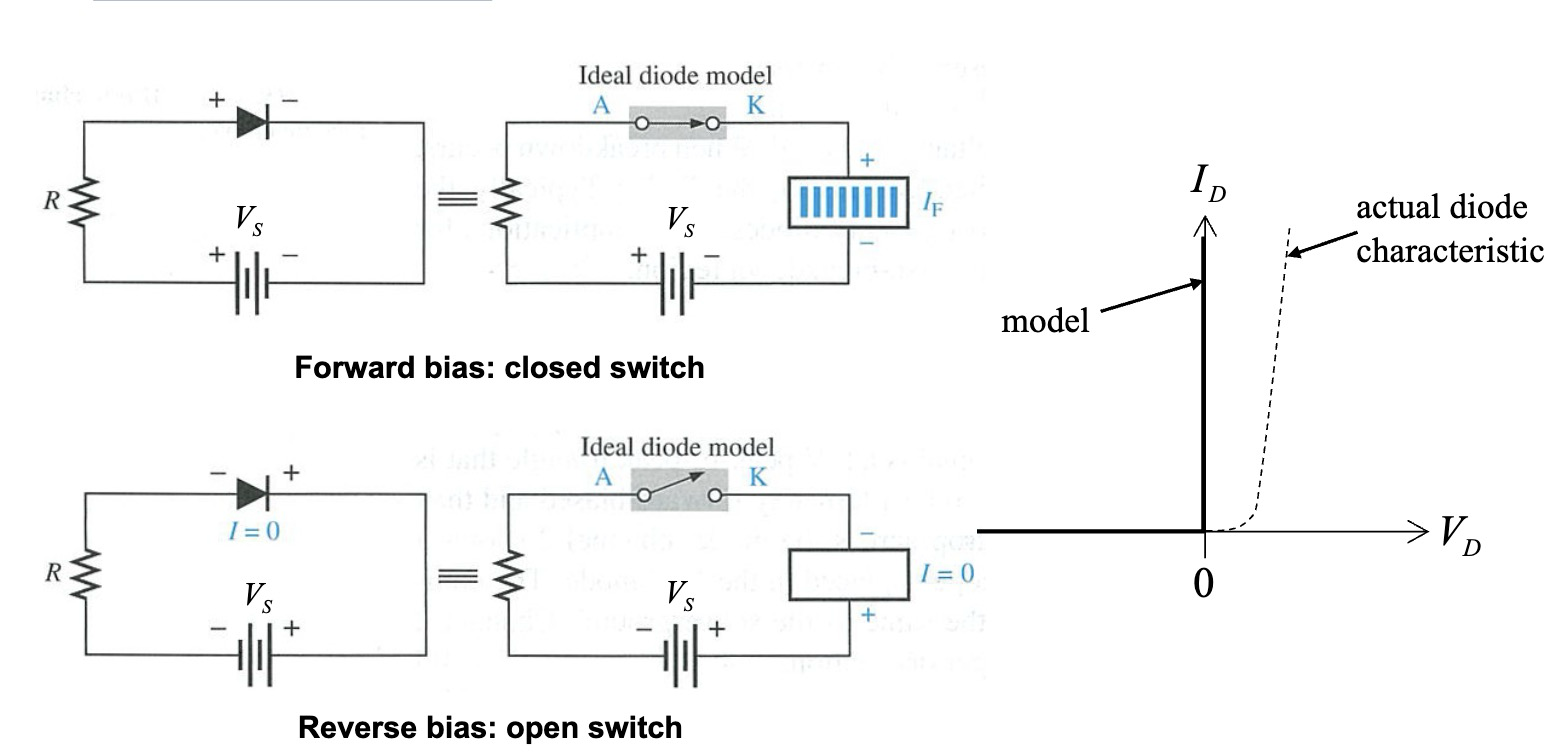 + −
R
V_S
+ −
Ideal diode model
A K
+
I_F
−
V_S
+ −
Forward bias: closed switch
− +
I = 0
R
V_S
− +
Ideal diode model
A K
−
I = 0
+
V_S
− +
Reverse bias: open switch
I_D
actual diode
characteristic
model
V_D
0